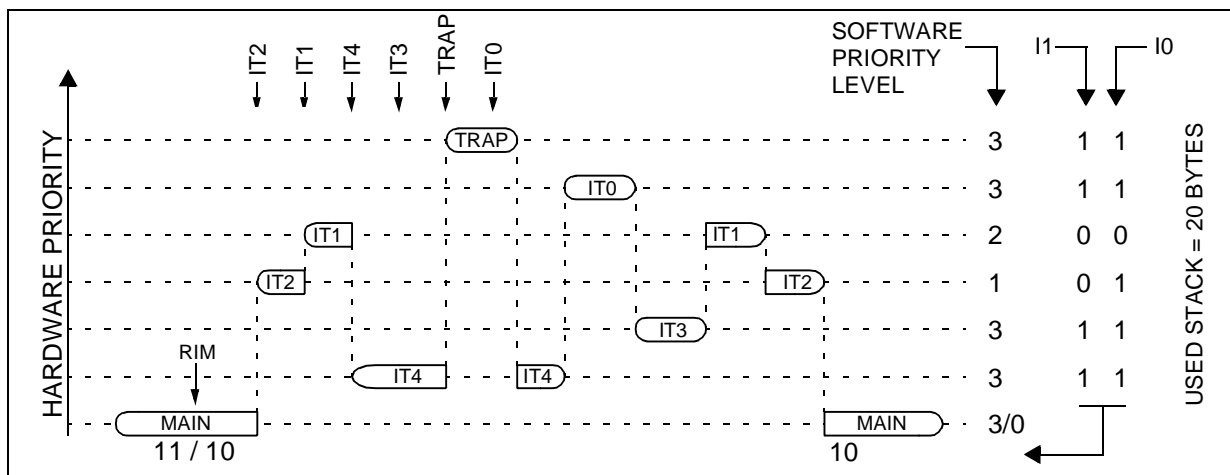 IT2
IT1
IT4
IT3
TRAP
IT0
SOFTWARE
PRIORITY
LEVEL
I1
I0
HARDWARE PRIORITY
USED STACK = 20 BYTES
TRAP
3
1 1
IT0
3
1 1
IT1
IT1
2
0 0
IT2
IT2
1
0 1
IT3
3
1 1
RIM
IT4
IT4
3
1 1
MAIN
MAIN
3/0
11 / 10
10